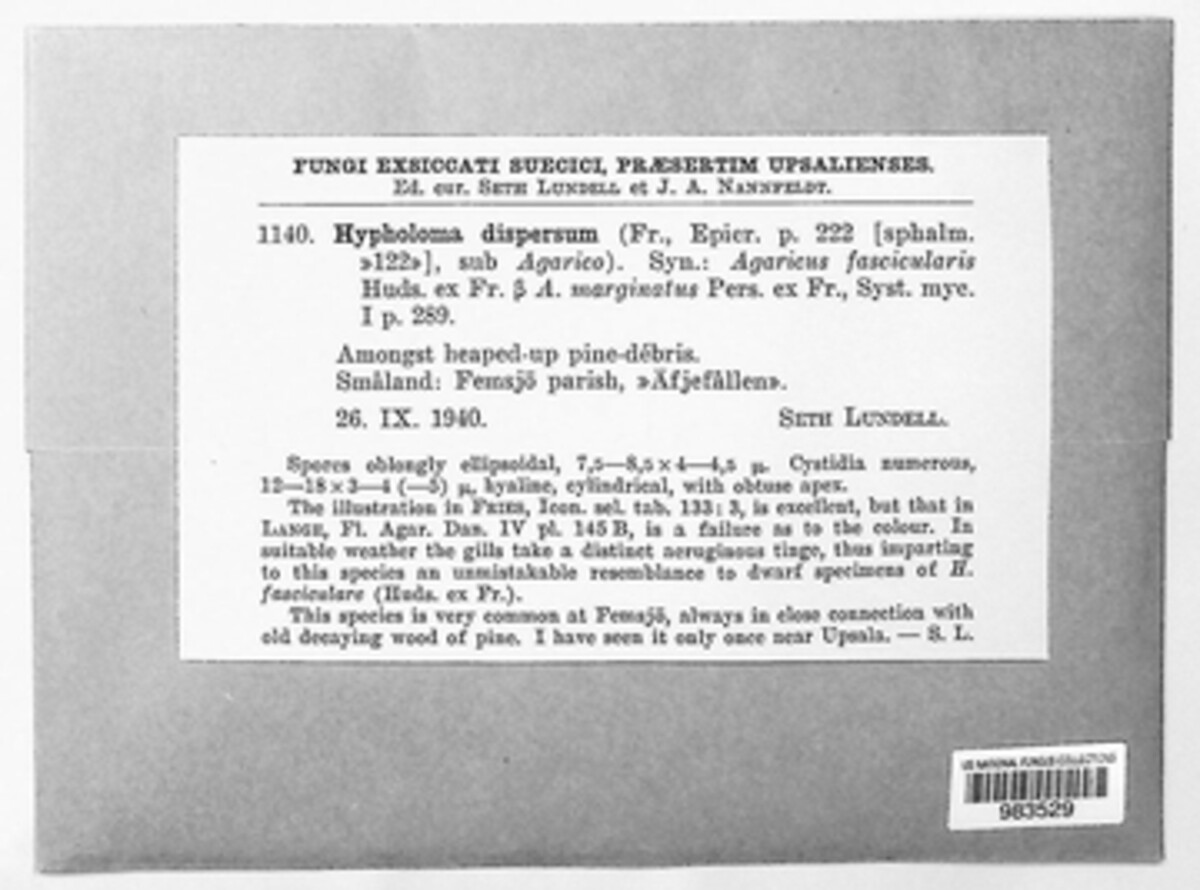 FUNGI EXSICCATI SUECICI, PRÆSERTIM UPSALIENSES.
Ed. cur. SETH LUNDELL et J. A. NANNFELDT.
1140. Hypholoma dispersum (Fr., Epicr. p. 222 [sphalm.
»122»], sub Agarico). Syn.: Agaricus fascicularis
Huds. ex Fr. β A. marginatus Pers. ex Fr., Syst. myc.
I p. 289.
Amongst heaped-up pine-débris.
Småland: Femsjö parish, »Äfjefållen».
26. IX. 1940. SETH LUNDELL.
Spores oblongly ellipsoidal, 7,5—8,5 × 4—4,5 μ. Cystidia numerous,
12—18 × 3—4 (—5) μ, hyaline, cylindrical, with obtuse apex.
The illustration in FRIES, Icon. sel. tab. 133: 3, is excellent, but that in
LANGE, Fl. Agar. Dan. IV pl. 145 B, is a failure as to the colour. In
suitable weather the gills take a distinct aeruginous tinge, thus imparting
to this species an unmistakable resemblance to dwarf specimens of H.
fasciculare (Huds. ex Fr.).
This species is very common at Femsjö, always in close connection with
old decaying wood of pine. I have seen it only once near Upsala. — S. L.
US NATIONAL FUNGUS COLLECTIONS
983529